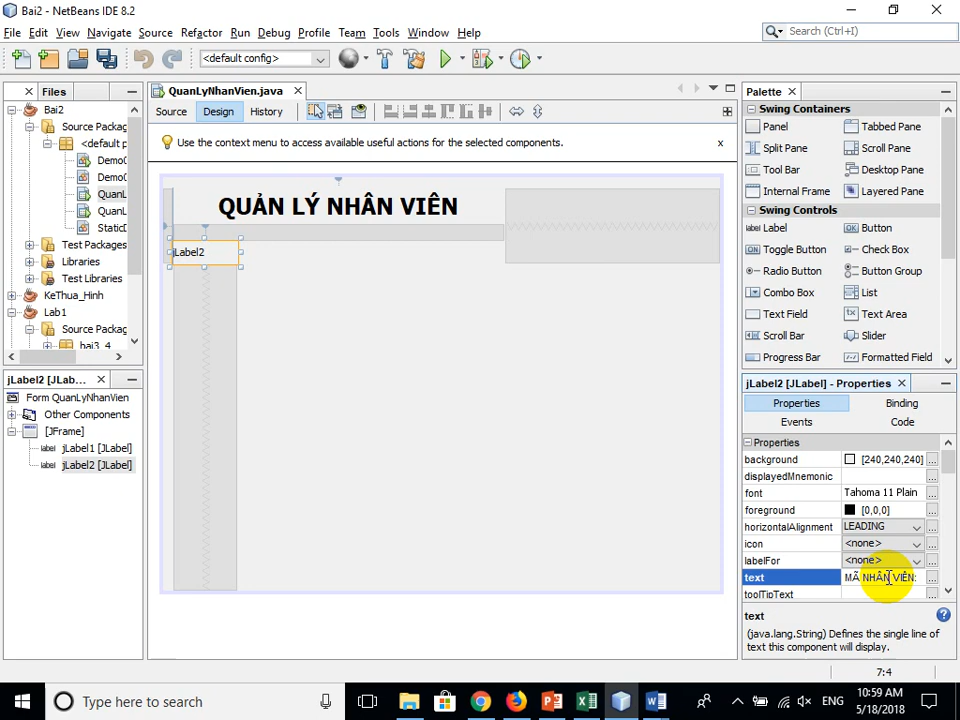 Bai2 - NetBeans IDE 8.2
File Edit View Navigate Source Refactor Run Debug Profile Team Tools Window Help
Search (Ctrl+I)
<default config>
Files
QuanLyNhanVien.java
Palette
Source Design History
Use the context menu to access available useful actions for the selected components.
x
Bai2
Source Packag
<default p
Demo
Demo
Quan
Quan
StaticD
Test Packages
Libraries
Test Libraries
KeThua_Hinh
Lab1
Source Packag
bai3_4
QUẢN LÝ NHÂN VIÊN
jLabel2
Swing Containers
Panel Tabbed Pane
Split Pane Scroll Pane
Tool Bar Desktop Pane
Internal Frame Layered Pane
Swing Controls
label Label OK Button
ON Toggle Button Check Box
Radio Button Button Group
Combo Box List
Text Field Text Area
Scroll Bar Slider
Progress Bar Formatted Field
jLabel2 [JLab...
Form QuanLyNhanVien
Other Components
[JFrame]
label jLabel1 [JLabel]
label jLabel2 [JLabel]
jLabel2 [JLabel] - Properties
Properties Binding
Events Code
Properties
background [240,240,240] ...
displayedMnemonic ...
font Tahoma 11 Plain ...
foreground [0,0,0] ...
horizontalAlignment LEADING ...
icon <none> ...
labelFor <none> ...
text MÃ NHÂN VIÊN: ...
toolTipText ...
text
(java.lang.String) Defines the single line of text this component will display.
7:4
Type here to search
ENG
10:59 AM
5/18/2018